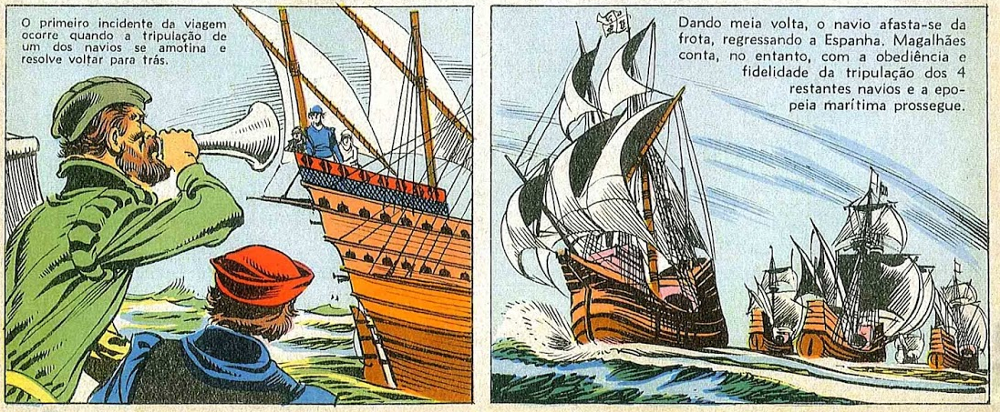 O primeiro incidente da viagem
ocorre quando a tripulação de
um dos navios se amotina e
resolve voltar para trás.
Dando meia volta, o navio afasta-se da
frota, regressando a Espanha. Magalhães
conta, no entanto, com a obediência e
fidelidade da tripulação dos 4
restantes navios e a epo-
peia marítima prossegue.